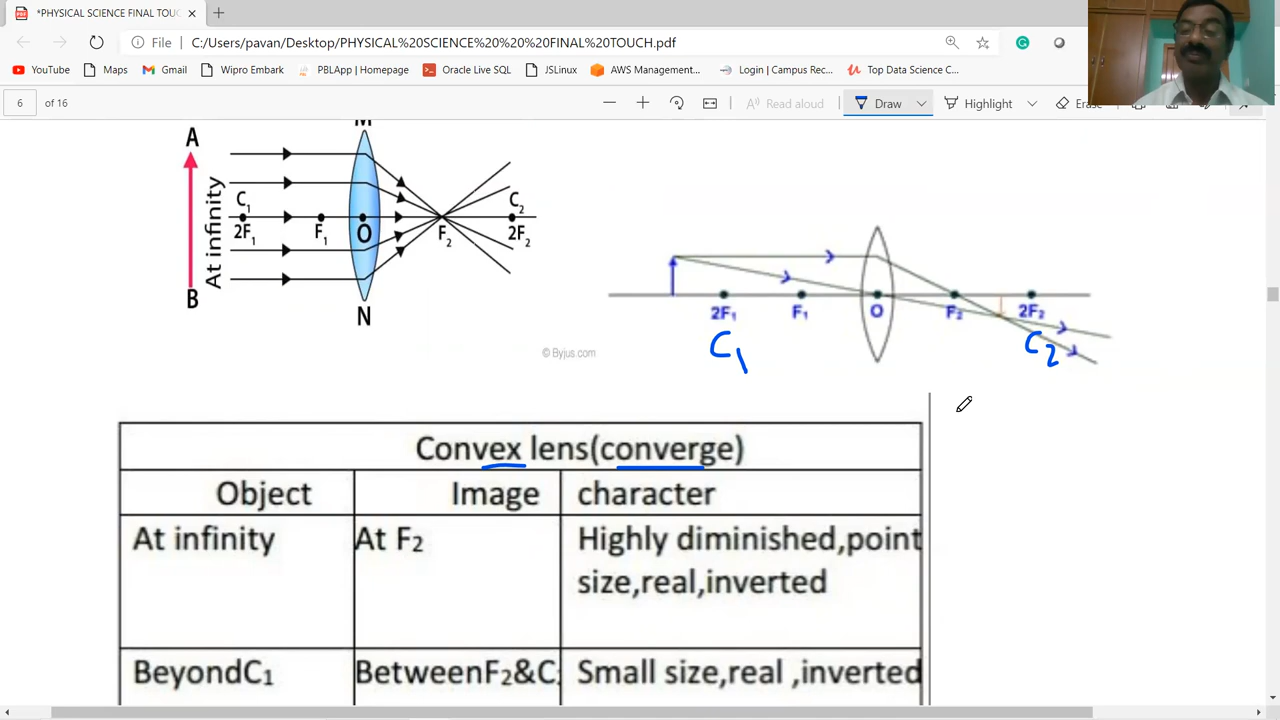 *PHYSICAL SCIENCE FINAL TOUC
File
C:/Users/pavan/Desktop/PHYSICAL%20SCIENCE%20%20%20FINAL%20TOUCH.pdf
YouTube
Maps
Gmail
Wipro Embark
PBLApp | Homepage
Oracle Live SQL
JSLinux
AWS Management...
Login | Campus Rec...
Top Data Science C...
6 of 16
Read aloud
Draw
Highlight
Erase
A
M
At infinity
C1
C2
2F1
F1
O
F2
2F2
B
N
© Byjus.com
2F1
F1
O
F2
2F2
C1
C2
Convex lens(converge)
Object
Image
character
At infinity
At F2
Highly diminished,point
size,real,inverted
BeyondC1
BetweenF2&C
Small size,real ,inverted